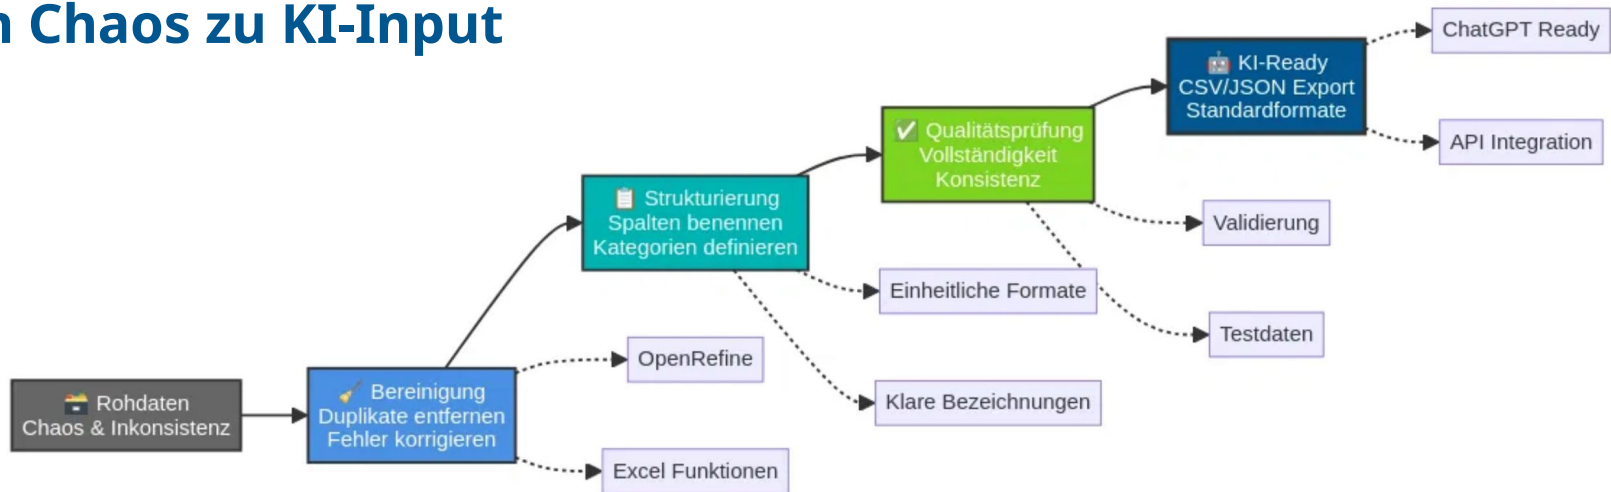 Chaos zu KI-Input
Rohdaten
Chaos & Inkonsistenz
Bereinigung
Duplikate entfernen
Fehler korrigieren
OpenRefine
Excel Funktionen
Strukturierung
Spalten benennen
Kategorien definieren
Einheitliche Formate
Klare Bezeichnungen
Qualitätsprüfung
Vollständigkeit
Konsistenz
Validierung
Testdaten
KI-Ready
CSV/JSON Export
Standardformate
ChatGPT Ready
API Integration